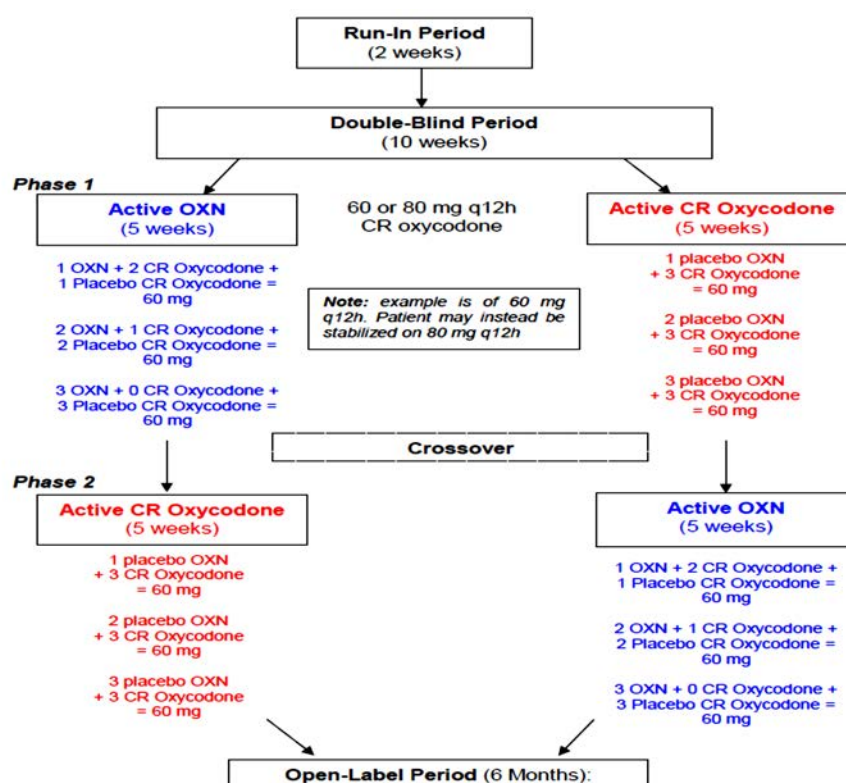 Run-In Period
(2 weeks)
Double-Blind Period
(10 weeks)
Phase 1
Active OXN
(5 weeks)
1 OXN + 2 CR Oxycodone +
1 Placebo CR Oxycodone =
60 mg
2 OXN + 1 CR Oxycodone +
2 Placebo CR Oxycodone =
60 mg
3 OXN + 0 CR Oxycodone +
3 Placebo CR Oxycodone =
60 mg
60 or 80 mg q12h
CR oxycodone
Note: example is of 60 mg
q12h. Patient may instead be
stabilized on 80 mg q12h
Active CR Oxycodone
(5 weeks)
1 placebo OXN
+ 3 CR Oxycodone
= 60 mg
2 placebo OXN
+ 3 CR Oxycodone
= 60 mg
3 placebo OXN
+ 3 CR Oxycodone
= 60 mg
Crossover
Phase 2
Active CR Oxycodone
(5 weeks)
1 placebo OXN
+ 3 CR Oxycodone
= 60 mg
2 placebo OXN
+ 3 CR Oxycodone
= 60 mg
3 placebo OXN
+ 3 CR Oxycodone
= 60 mg
Active OXN
(5 weeks)
1 OXN + 2 CR Oxycodone +
1 Placebo CR Oxycodone =
60 mg
2 OXN + 1 CR Oxycodone +
2 Placebo CR Oxycodone =
60 mg
3 OXN + 0 CR Oxycodone +
3 Placebo CR Oxycodone =
60 mg
Open-Label Period (6 Months):